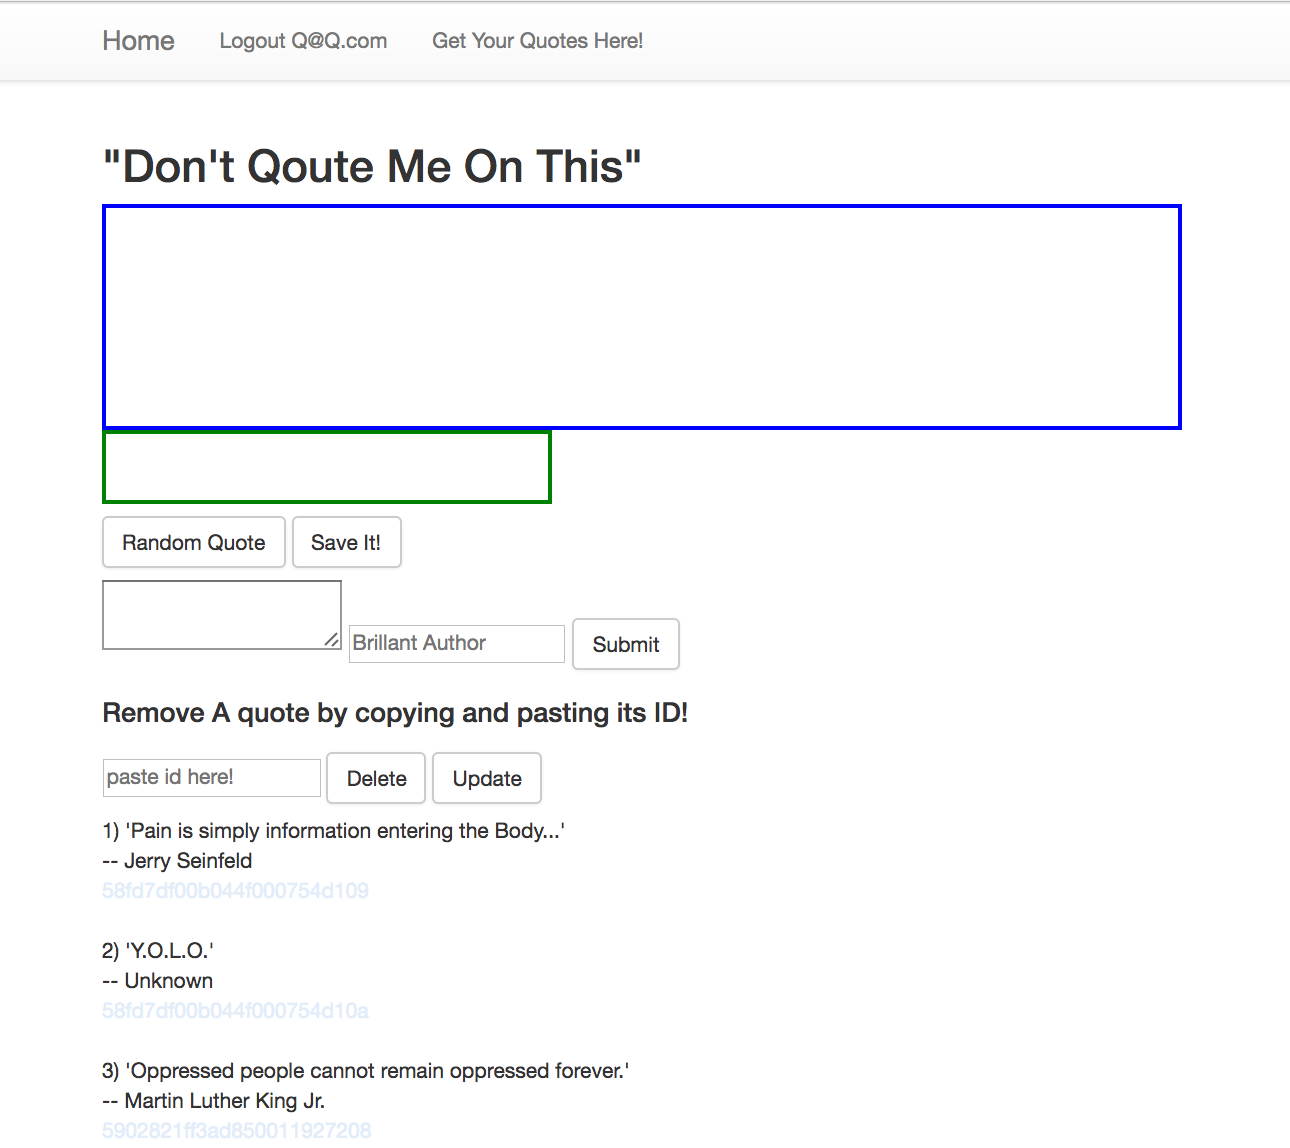 Home Logout Q@Q.com Get Your Quotes Here!
"Don't Qoute Me On This"
Random Quote Save It!
Brillant Author Submit
Remove A quote by copying and pasting its ID!
paste id here! Delete Update
1) 'Pain is simply information entering the Body...'
-- Jerry Seinfeld
58fd7df00b044f000754d109
2) 'Y.O.L.O.'
-- Unknown
58fd7df00b044f000754d10a
3) 'Oppressed people cannot remain oppressed forever.'
-- Martin Luther King Jr.
5902821ff3ad850011927208